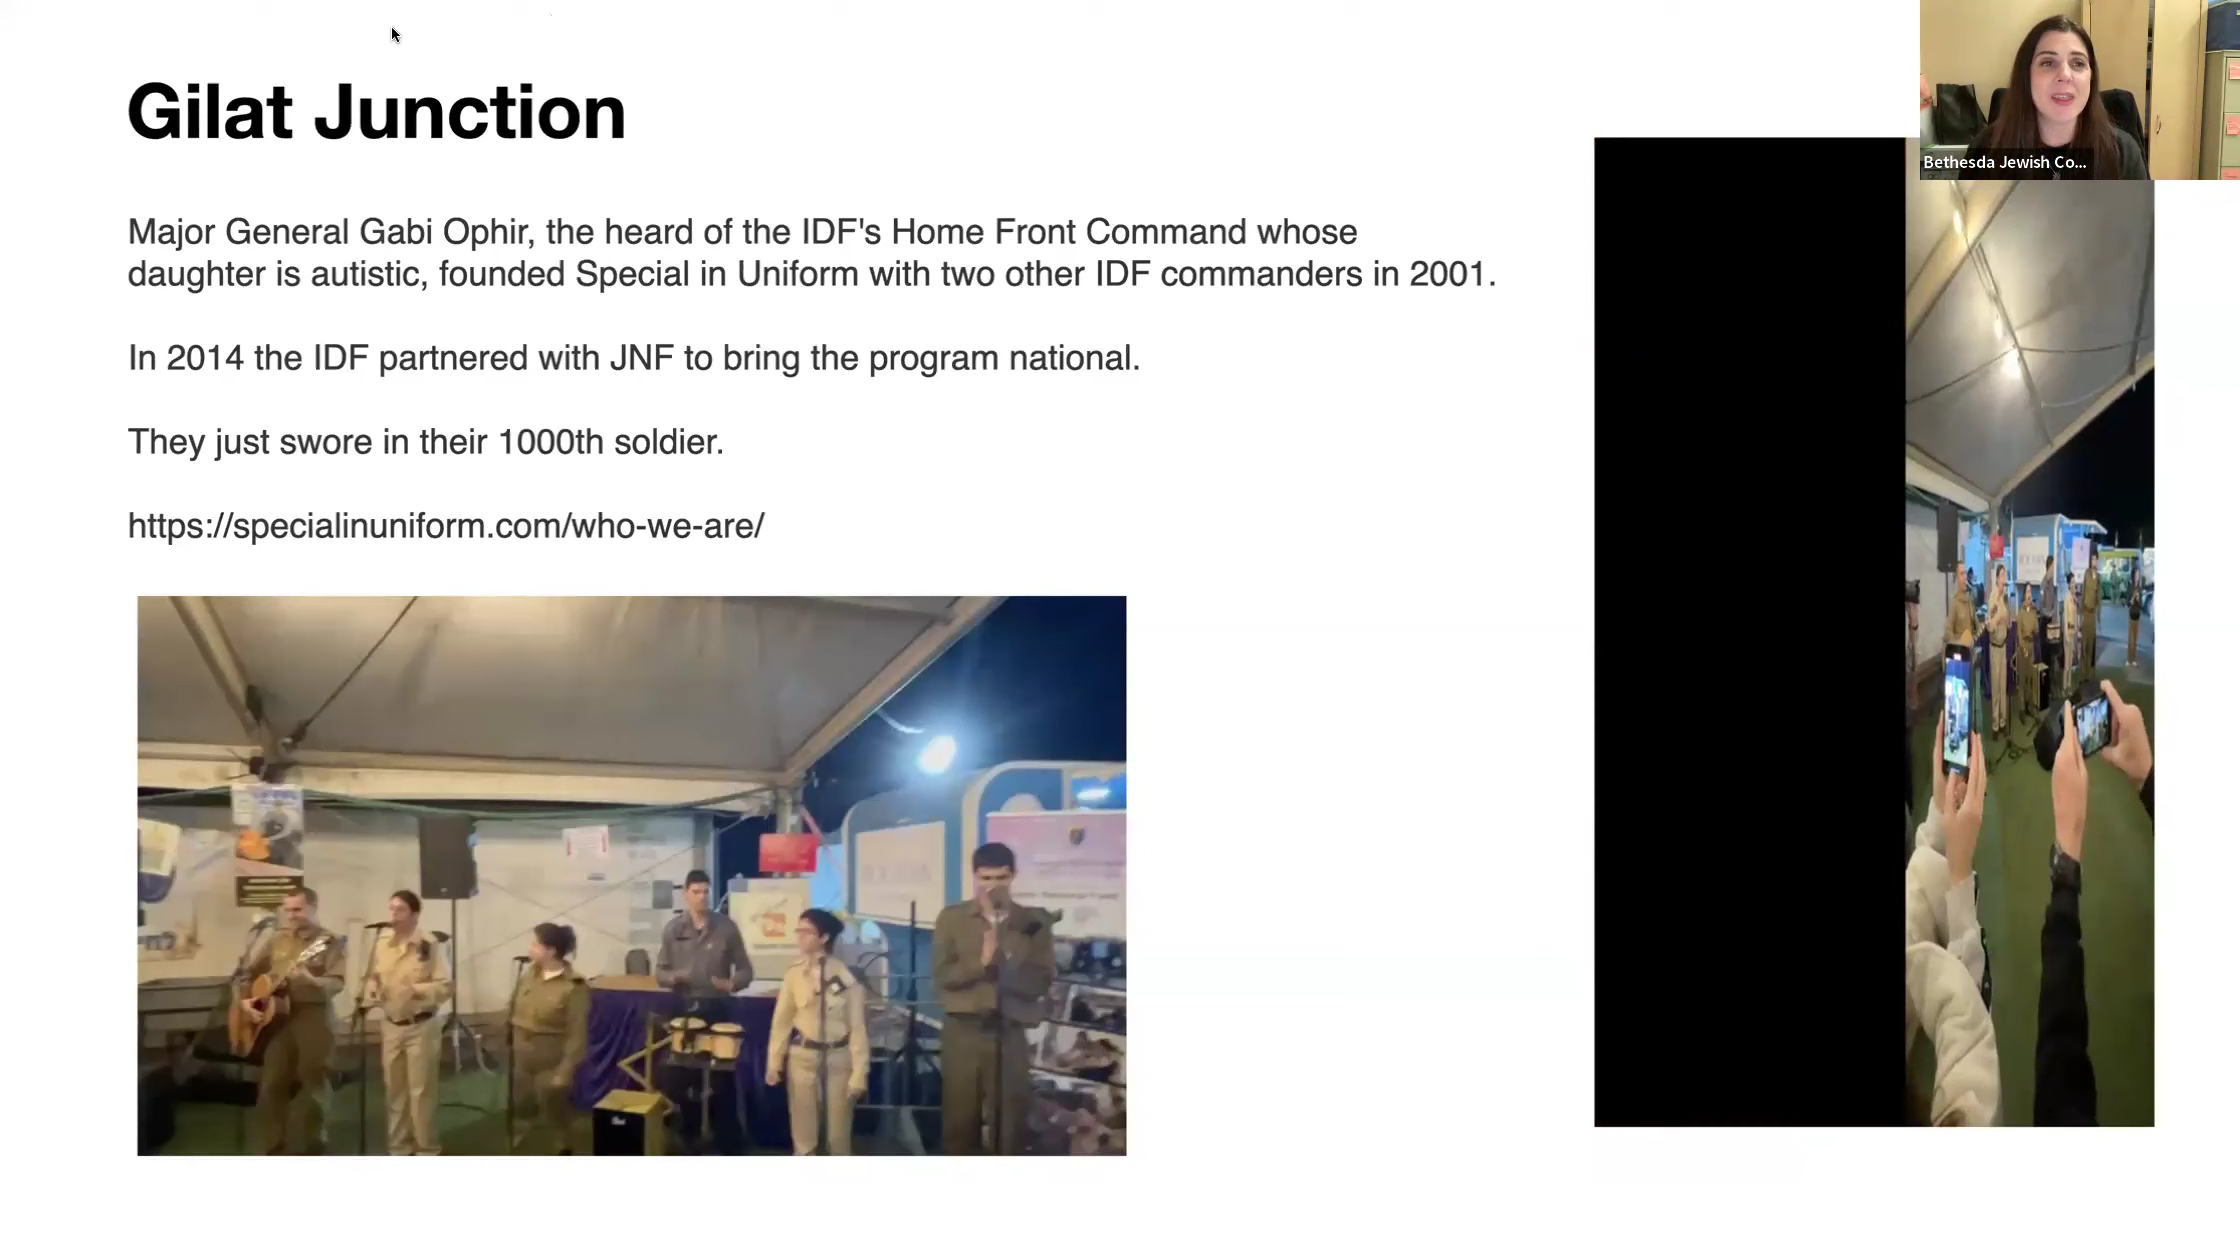 Gilat Junction
Bethesda Jewish Co...
Major General Gabi Ophir, the heard of the IDF's Home Front Command whose
daughter is autistic, founded Special in Uniform with two other IDF commanders in 2001.
In 2014 the IDF partnered with JNF to bring the program national.
They just swore in their 1000th soldier.
https://specialinuniform.com/who-we-are/